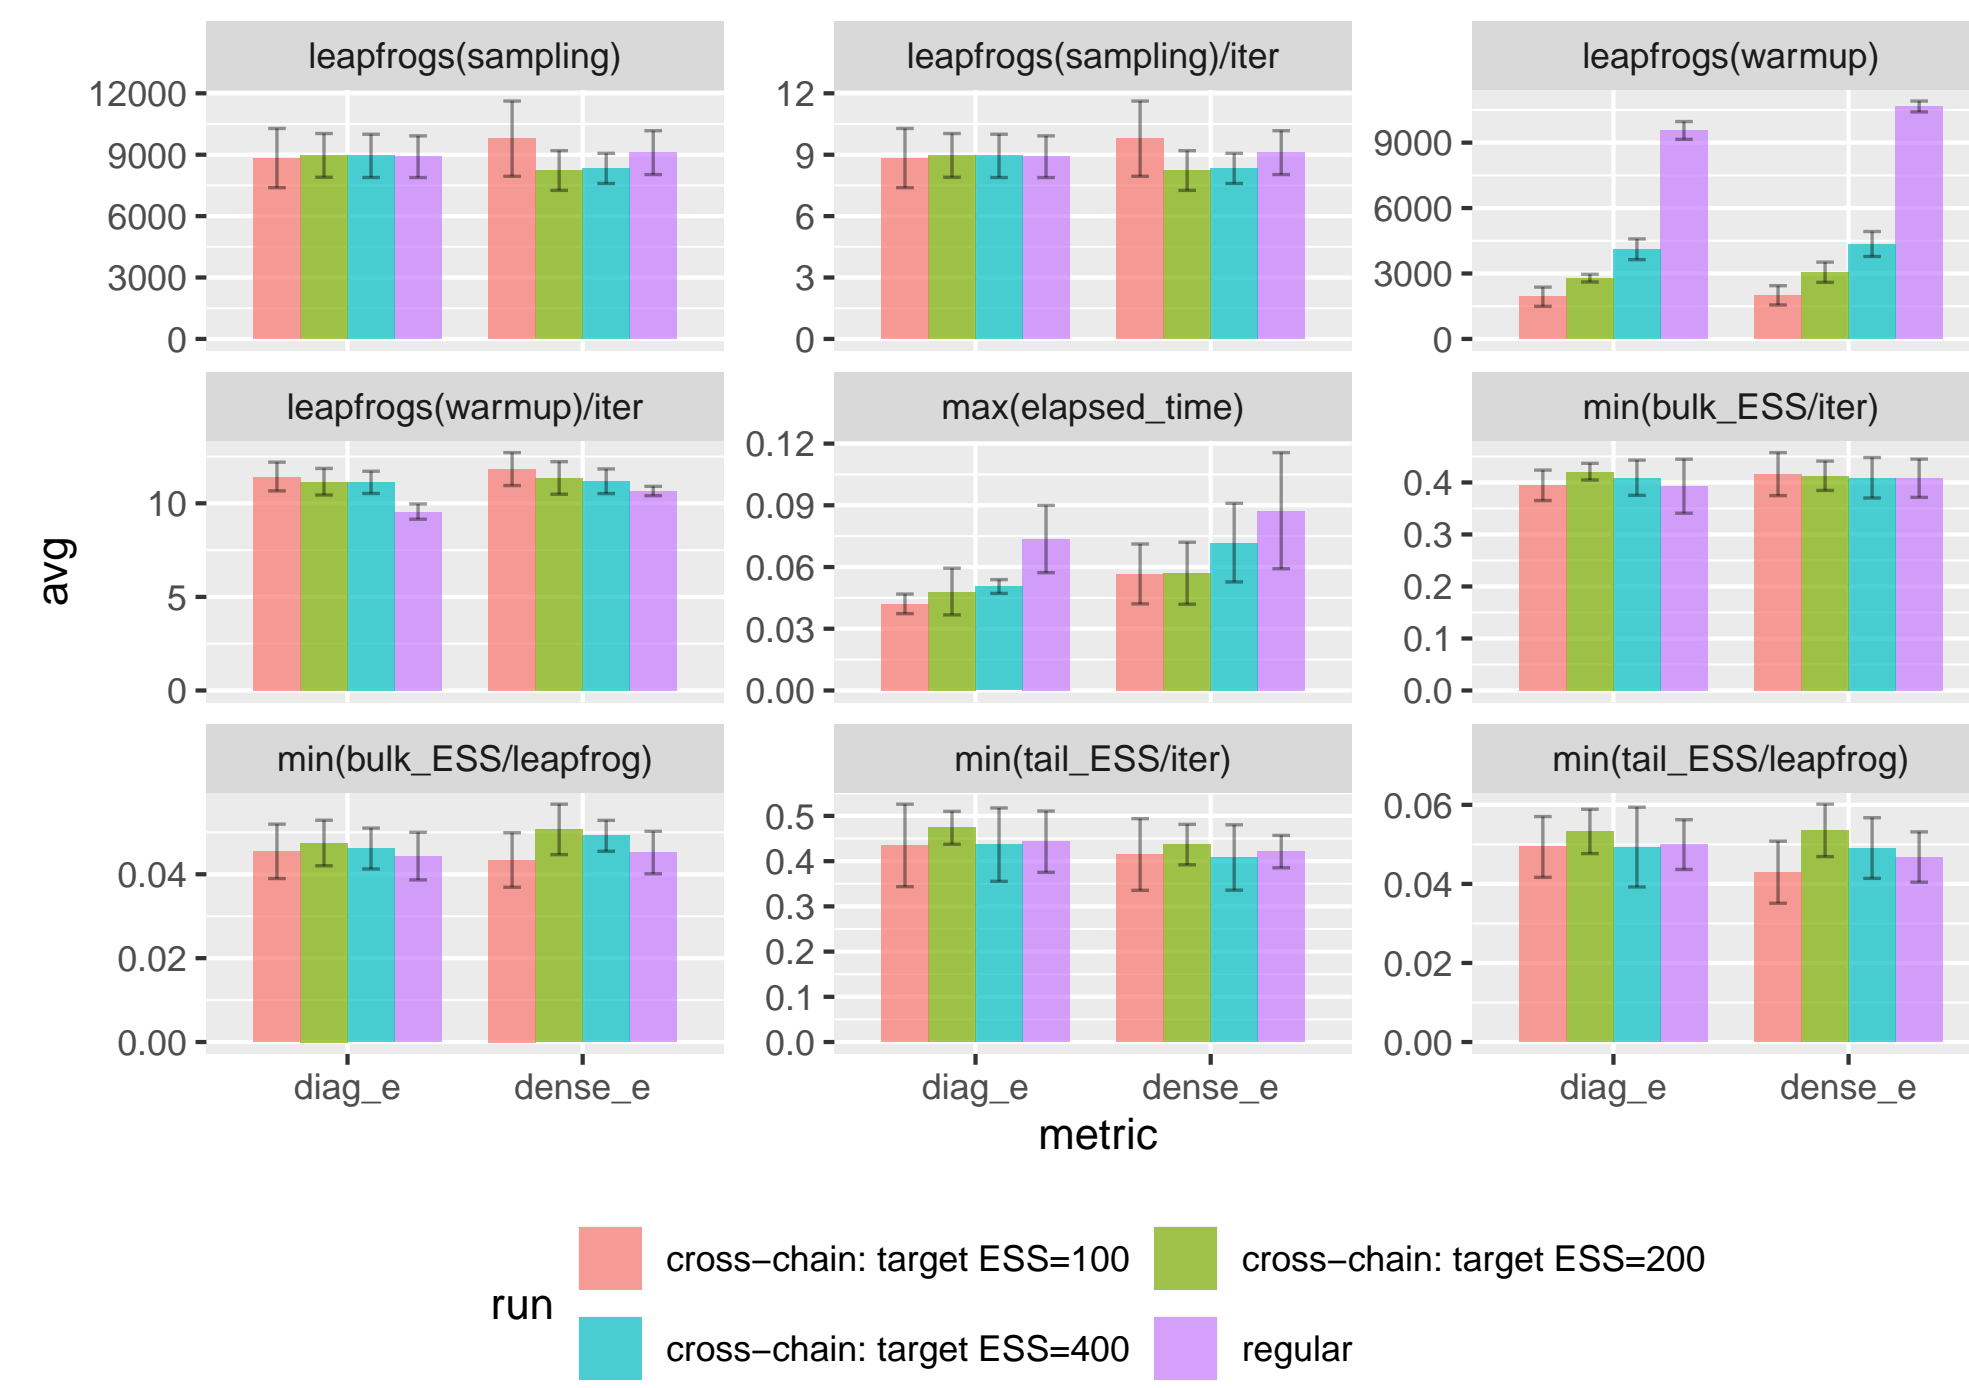 leapfrogs(sampling)
leapfrogs(sampling)/iter
leapfrogs(warmup)
12000
9000
6000
3000
0
12
9
6
3
0
9000
6000
3000
0
leapfrogs(warmup)/iter
max(elapsed_time)
min(bulk_ESS/iter)
10
5
0
0.12
0.09
0.06
0.03
0.00
0.4
0.3
0.2
0.1
0.0
min(bulk_ESS/leapfrog)
min(tail_ESS/iter)
min(tail_ESS/leapfrog)
0.04
0.02
0.00
0.5
0.4
0.3
0.2
0.1
0.0
0.06
0.04
0.02
0.00
diag_e dense_e
diag_e dense_e
diag_e dense_e
avg
metric
run
cross−chain: target ESS=100
cross−chain: target ESS=200
cross−chain: target ESS=400
regular